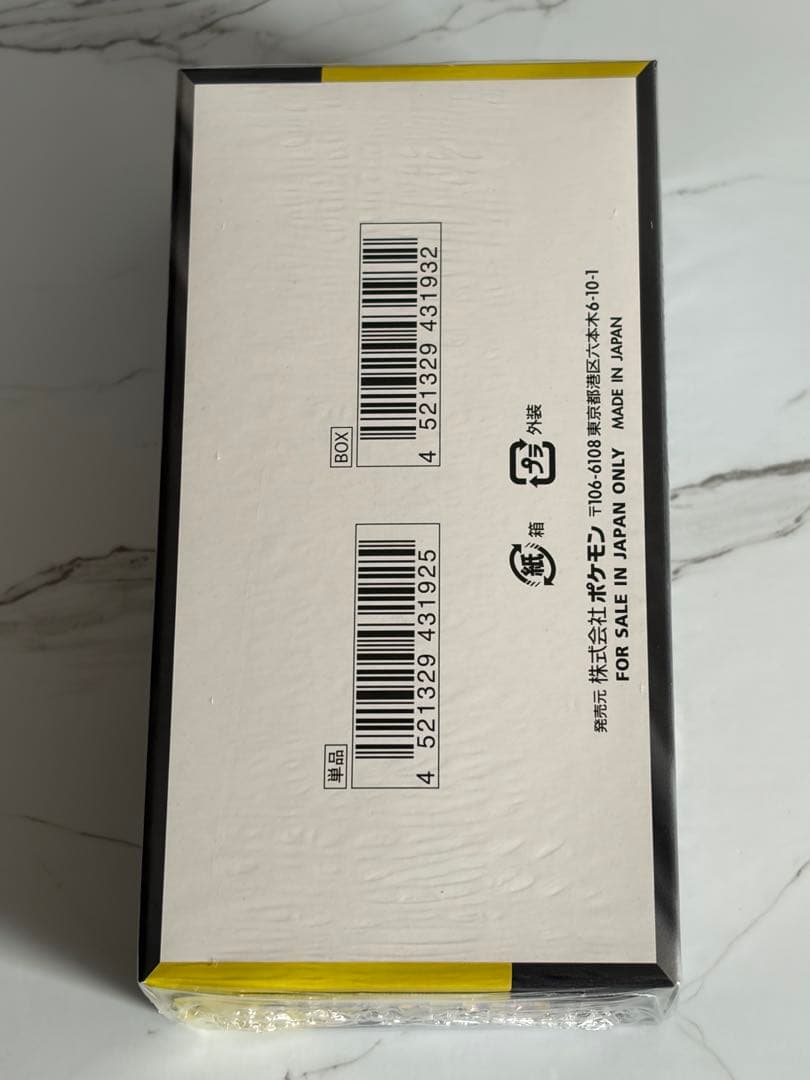 単品
4 521329 431925
BOX
4 521329 431932
紙 箱
プラ 外装
発売元 株式会社ポケモン 〒106-6108 東京都港区六本木6-10-1
FOR SALE IN JAPAN ONLY MADE IN JAPAN